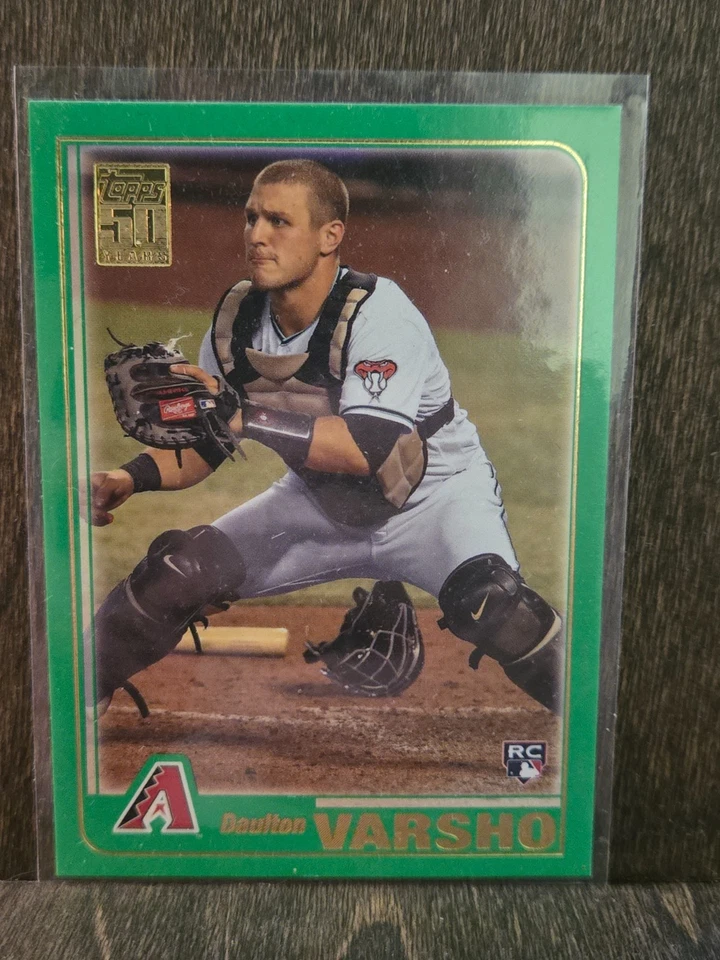 Topps
50
YEARS
Rawlings
RC
A
Daulton VARSHO